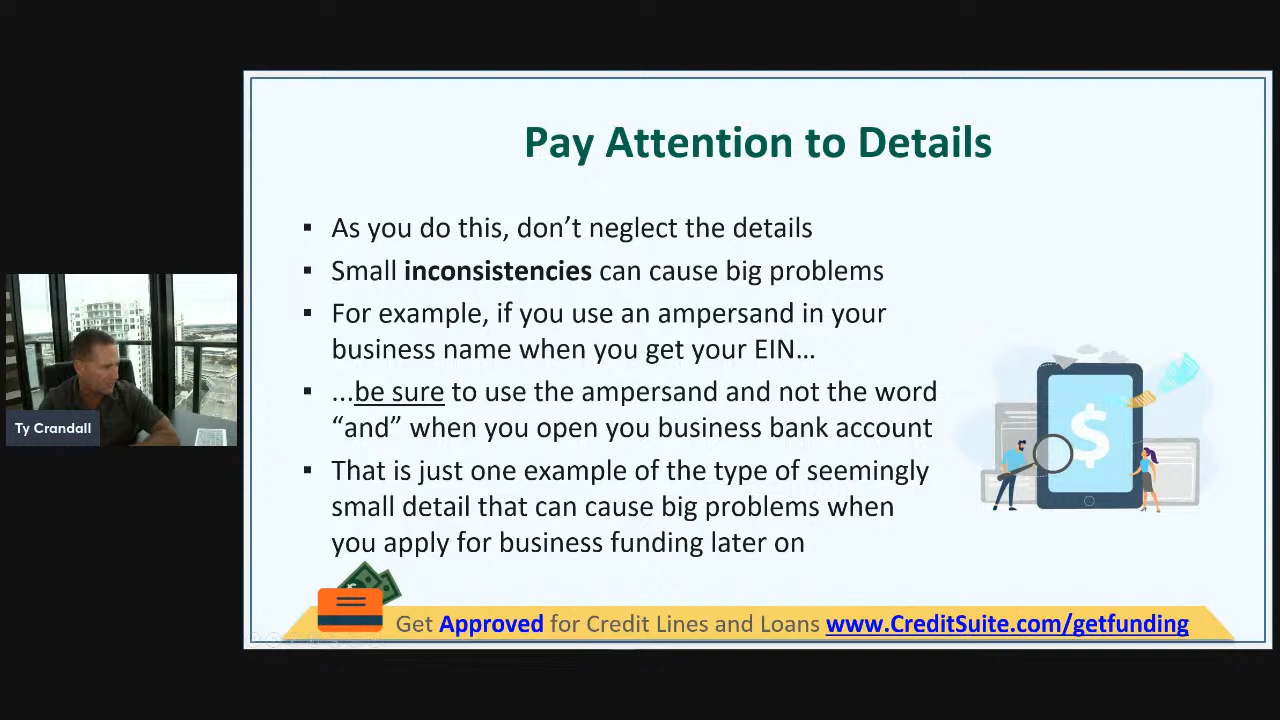 Pay Attention to Details
▪ As you do this, don’t neglect the details
▪ Small inconsistencies can cause big problems
▪ For example, if you use an ampersand in your
business name when you get your EIN…
▪ ...be sure to use the ampersand and not the word
“and” when you open you business bank account
▪ That is just one example of the type of seemingly
small detail that can cause big problems when
you apply for business funding later on
Ty Crandall
$
Get Approved for Credit Lines and Loans www.CreditSuite.com/getfunding